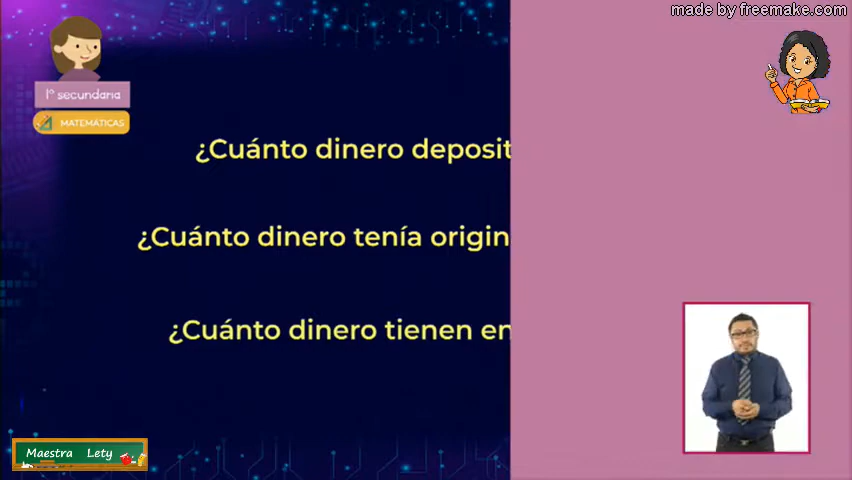 made by freemake.com
1° secundaria
MATEMÁTICAS
¿Cuánto dinero deposit
¿Cuánto dinero tenía origin
¿Cuánto dinero tienen en
Maestra Lety